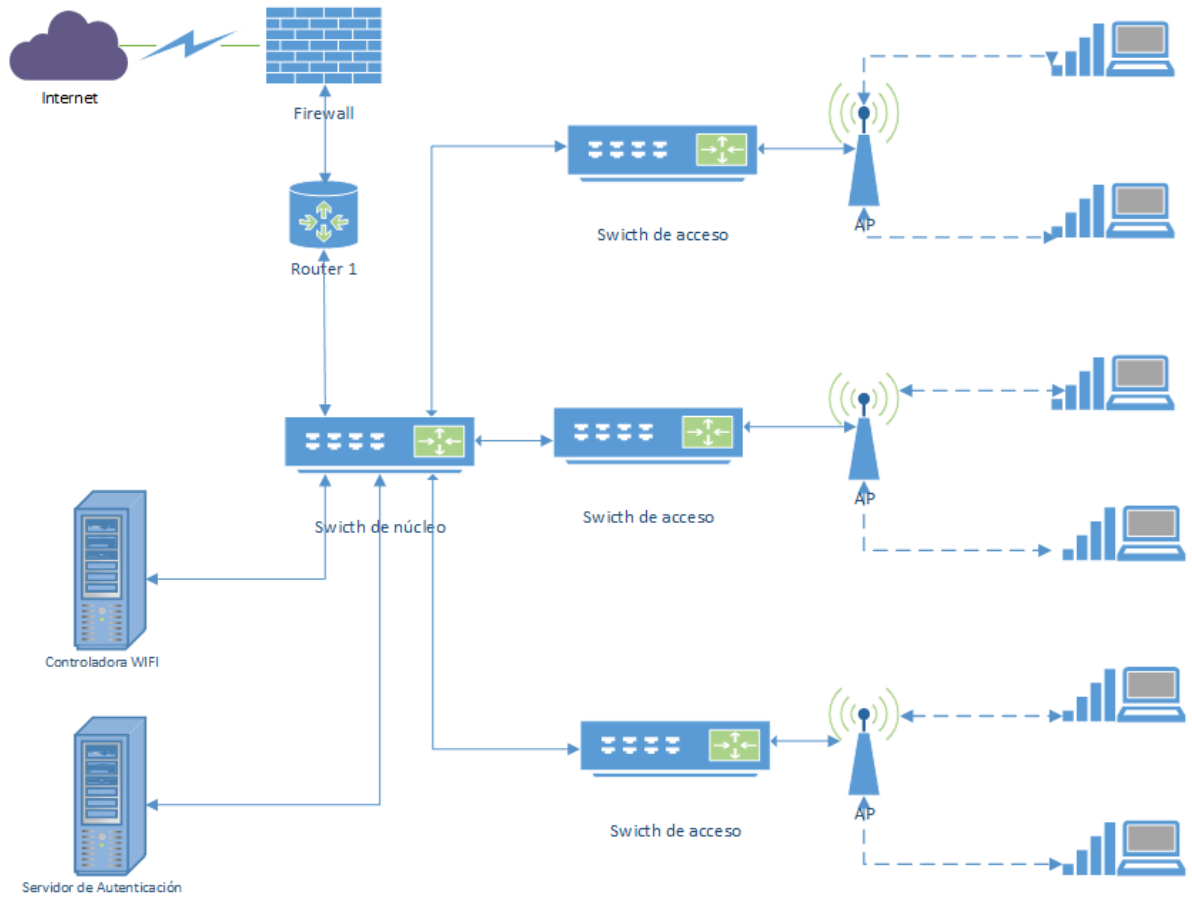 Internet
Firewall
Router 1
Swicth de acceso
AP
Swicth de núcleo
Swicth de acceso
AP
Controladora WIFI
Swicth de acceso
AP
Servidor de Autenticación